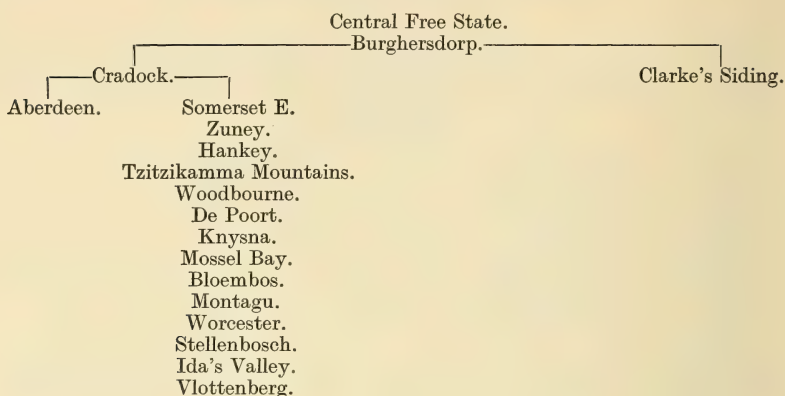 Central Free State.
Burghersdorp.
Cradock. Clarke's Siding.
Aberdeen. Somerset E.
Zuney.
Hankey.
Tzitzikamma Mountains.
Woodbourne.
De Poort.
Knysna.
Mossel Bay.
Bloembos.
Montagu.
Worcester.
Stellenbosch.
Ida's Valley.
Vlottenberg.